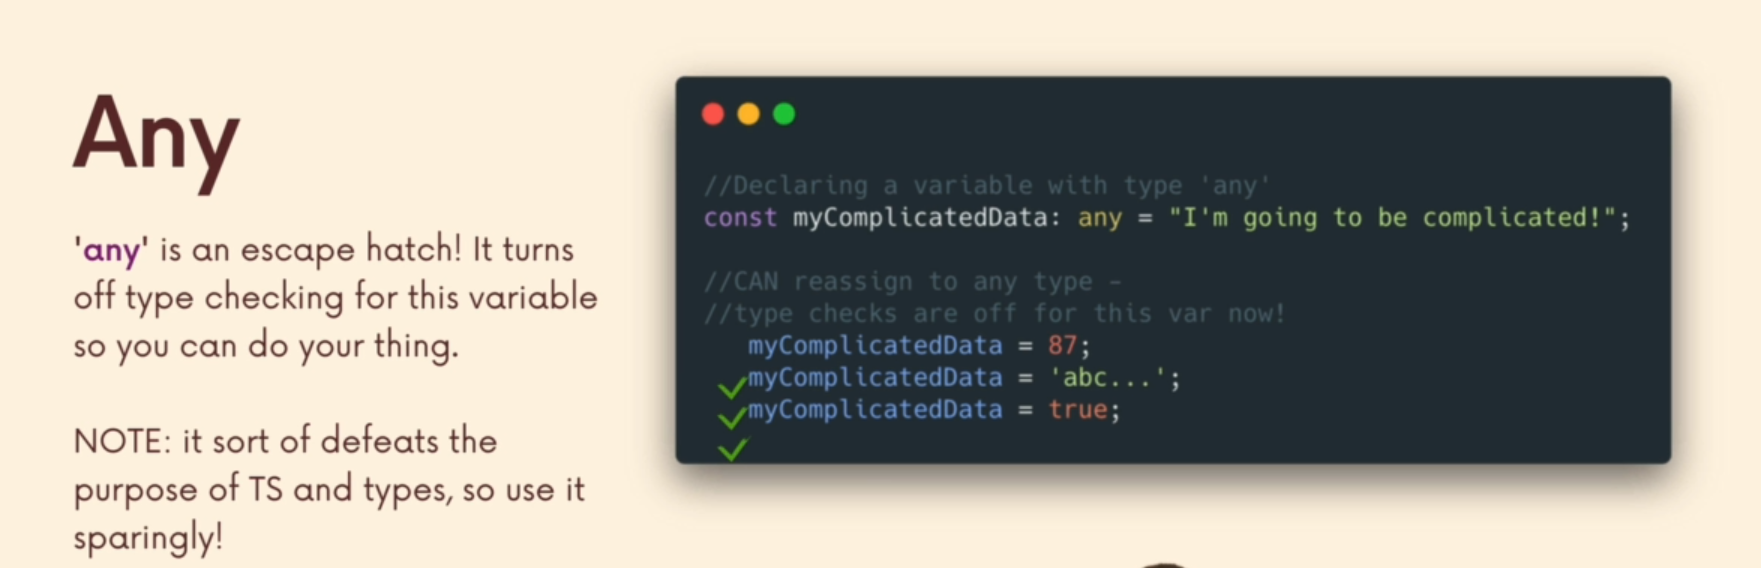 Any
'any' is an escape hatch! It turns
off type checking for this variable
so you can do your thing.
NOTE: it sort of defeats the
purpose of TS and types, so use it
sparingly!
//Declaring a variable with type 'any'
const myComplicatedData: any = "I'm going to be complicated!";
//CAN reassign to any type -
//type checks are off for this var now!
myComplicatedData = 87;
myComplicatedData = 'abc...';
myComplicatedData = true;